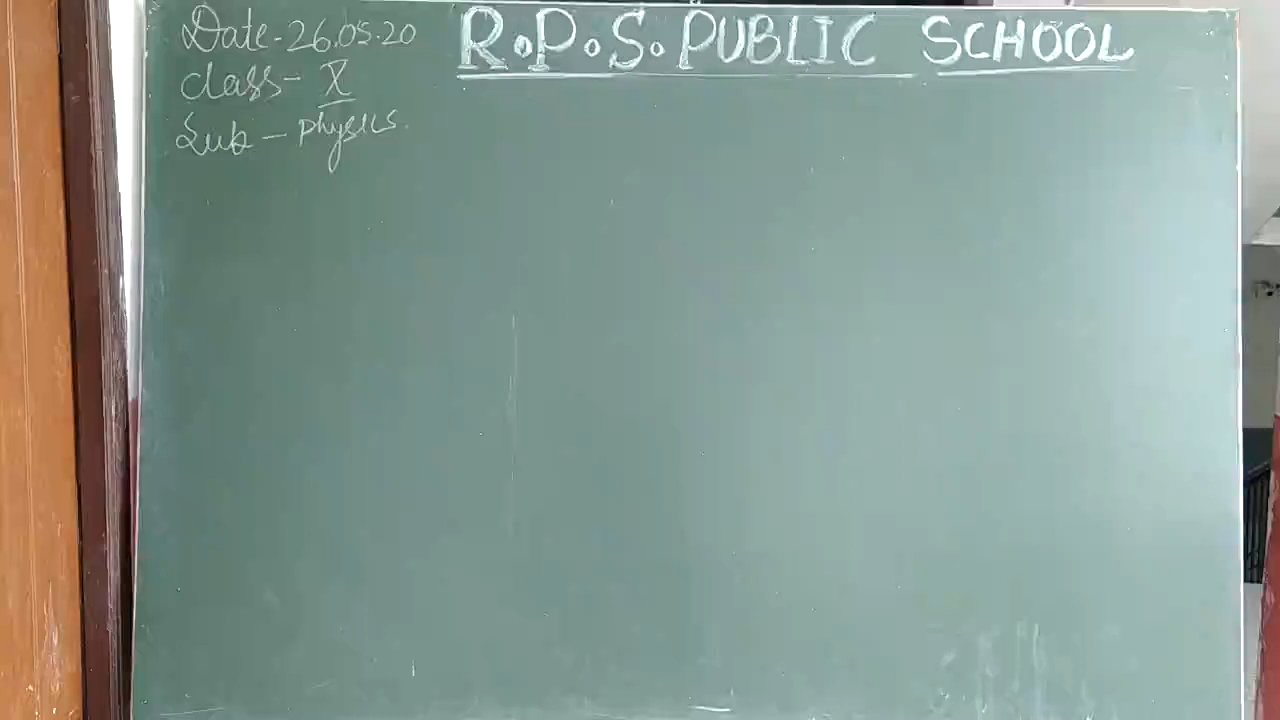 Date - 26.05.20
R.P.S. PUBLIC SCHOOL
Class - X
Sub - Physics.